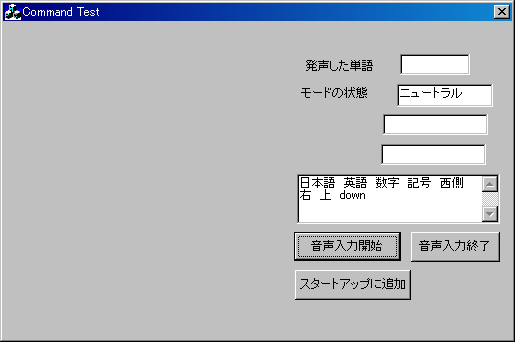 Command Test
発声した単語
モードの状態
ニュートラル
日本語 英語 数字 記号 西側
右 上 down
音声入力開始
音声入力終了
スタートアップに追加